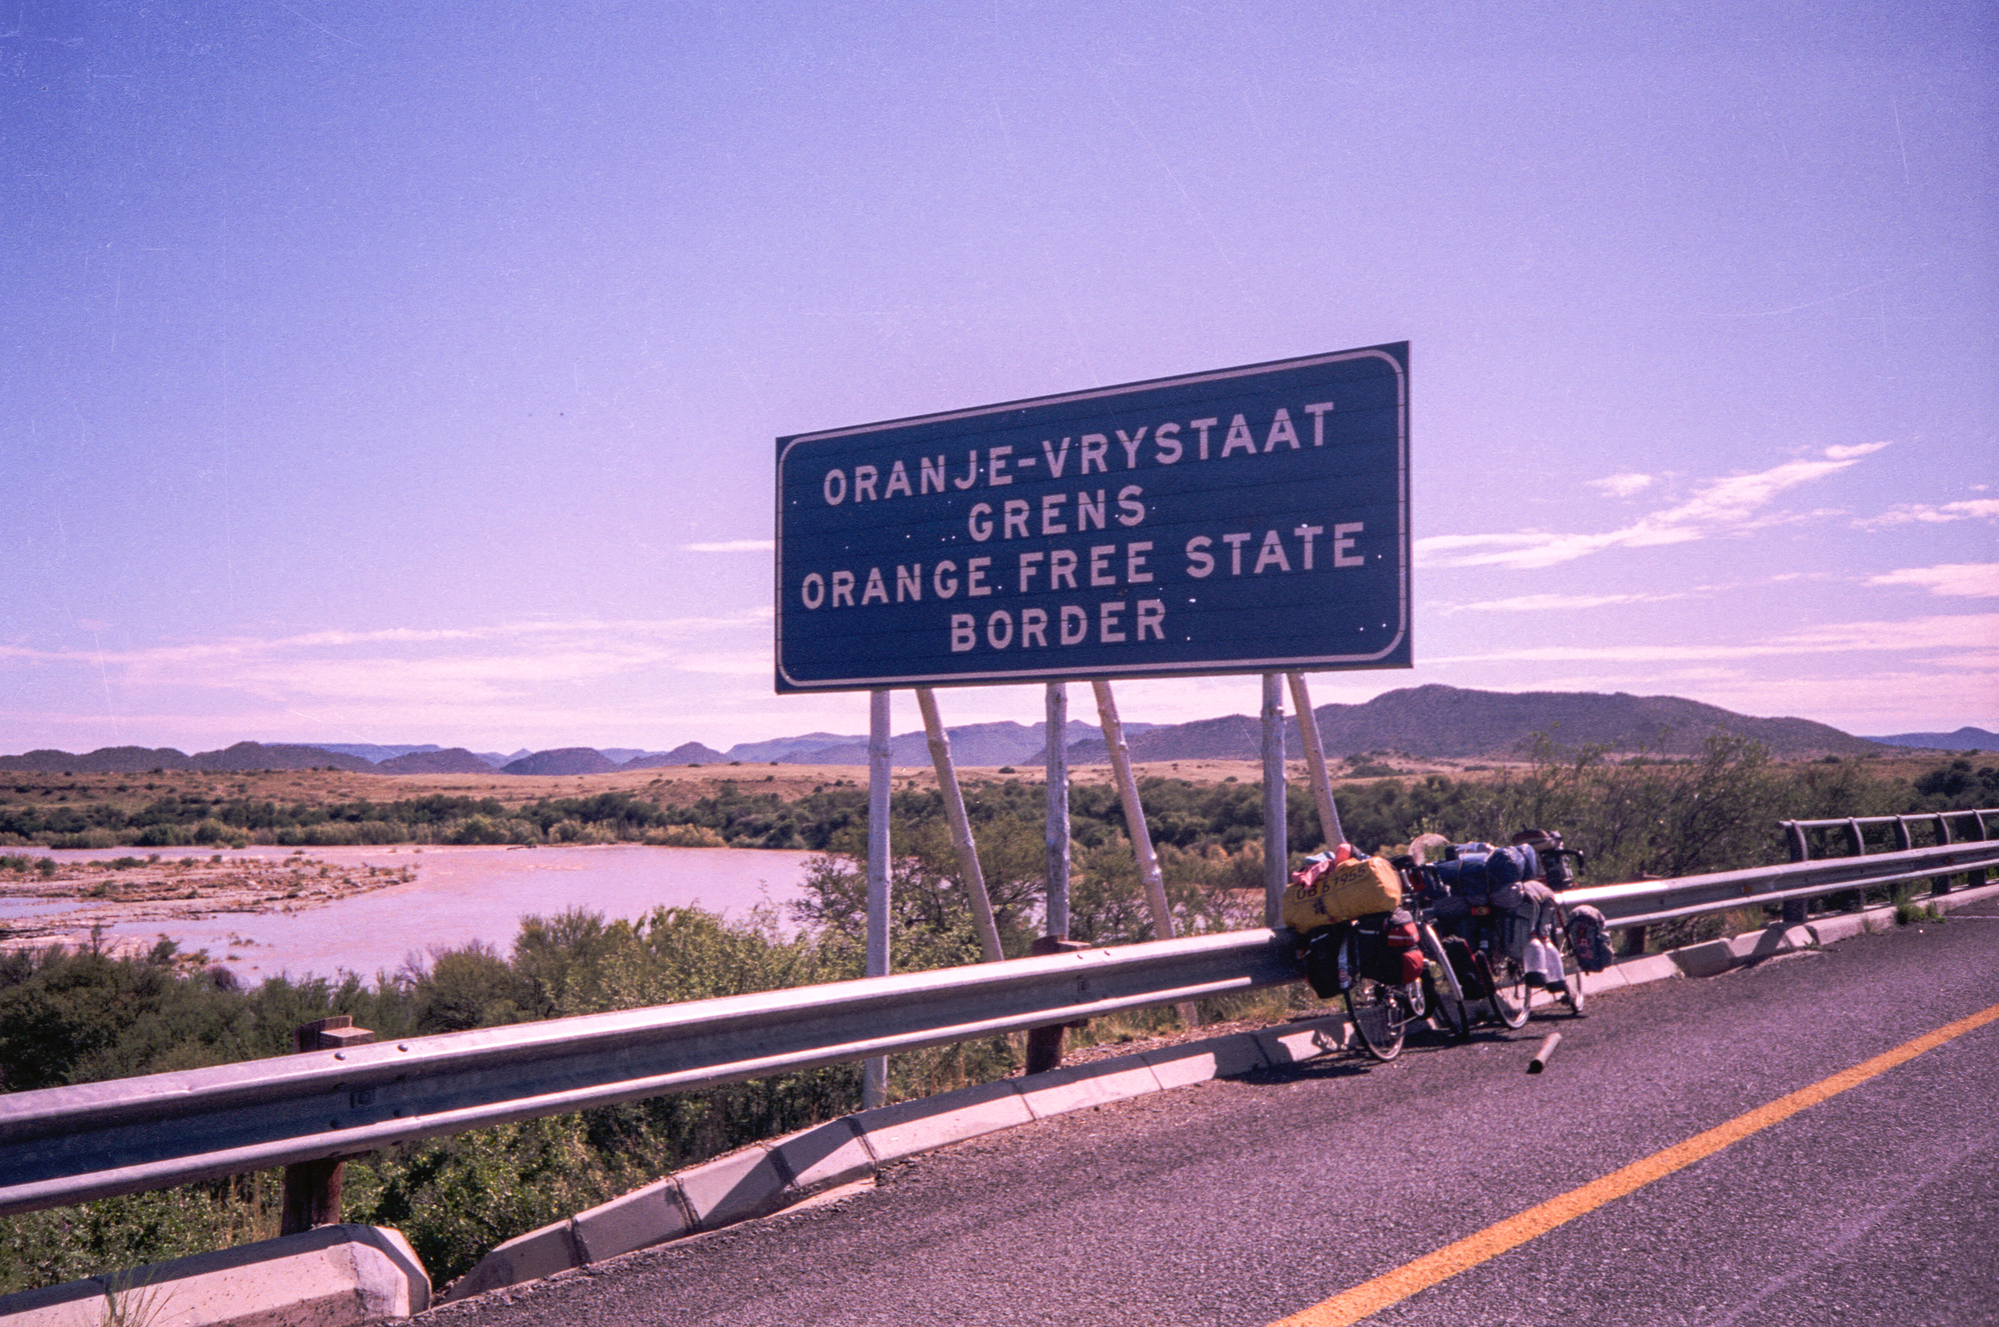 ORANJE-VRYSTAAT
GRENS
ORANGE FREE STATE
BORDER